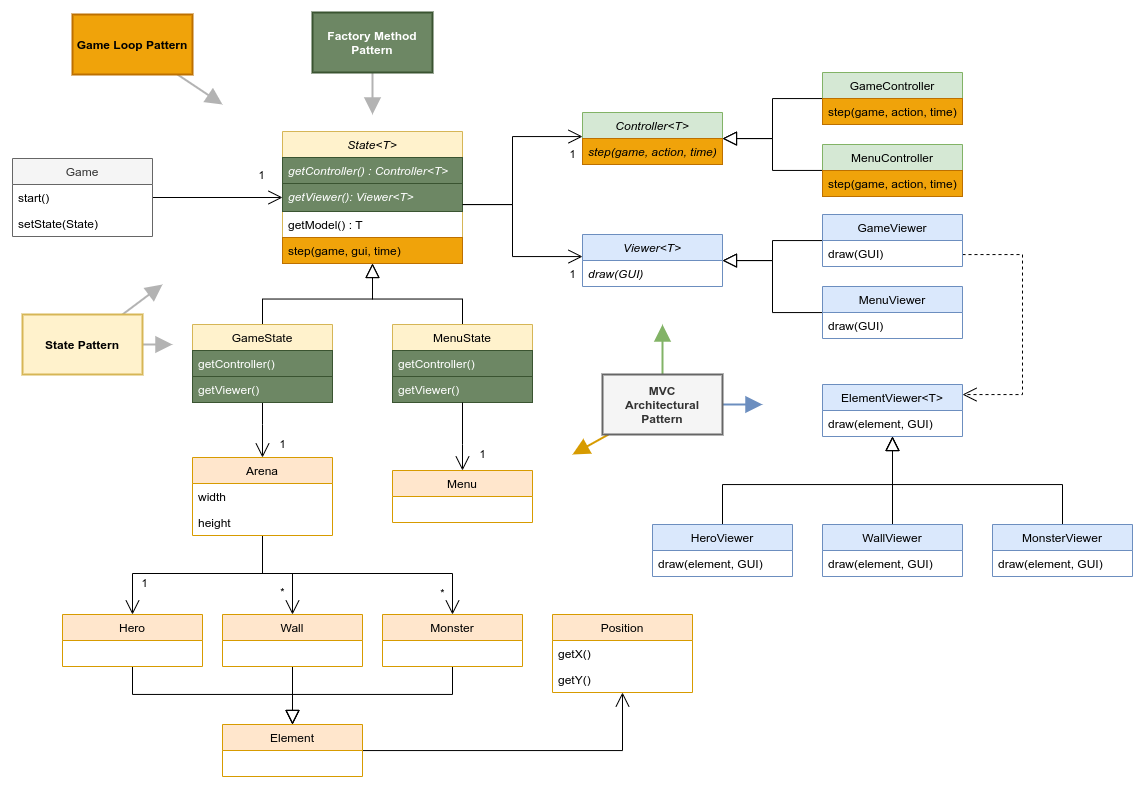 Game Loop Pattern
Factory Method
Pattern
Game
start()
setState(State)
1
State<T>
getController() : Controller<T>
getViewer(): Viewer<T>
getModel() : T
step(game, gui, time)
1
Controller<T>
step(game, action, time)
GameController
step(game, action, time)
MenuController
step(game, action, time)
1
Viewer<T>
draw(GUI)
GameViewer
draw(GUI)
MenuViewer
draw(GUI)
State Pattern
GameState
getController()
getViewer()
MenuState
getController()
getViewer()
MVC
Architectural
Pattern
ElementViewer<T>
draw(element, GUI)
1
Arena
width
height
1
Menu
HeroViewer
draw(element, GUI)
WallViewer
draw(element, GUI)
MonsterViewer
draw(element, GUI)
1
*
*
Hero
Wall
Monster
Position
getX()
getY()
Element